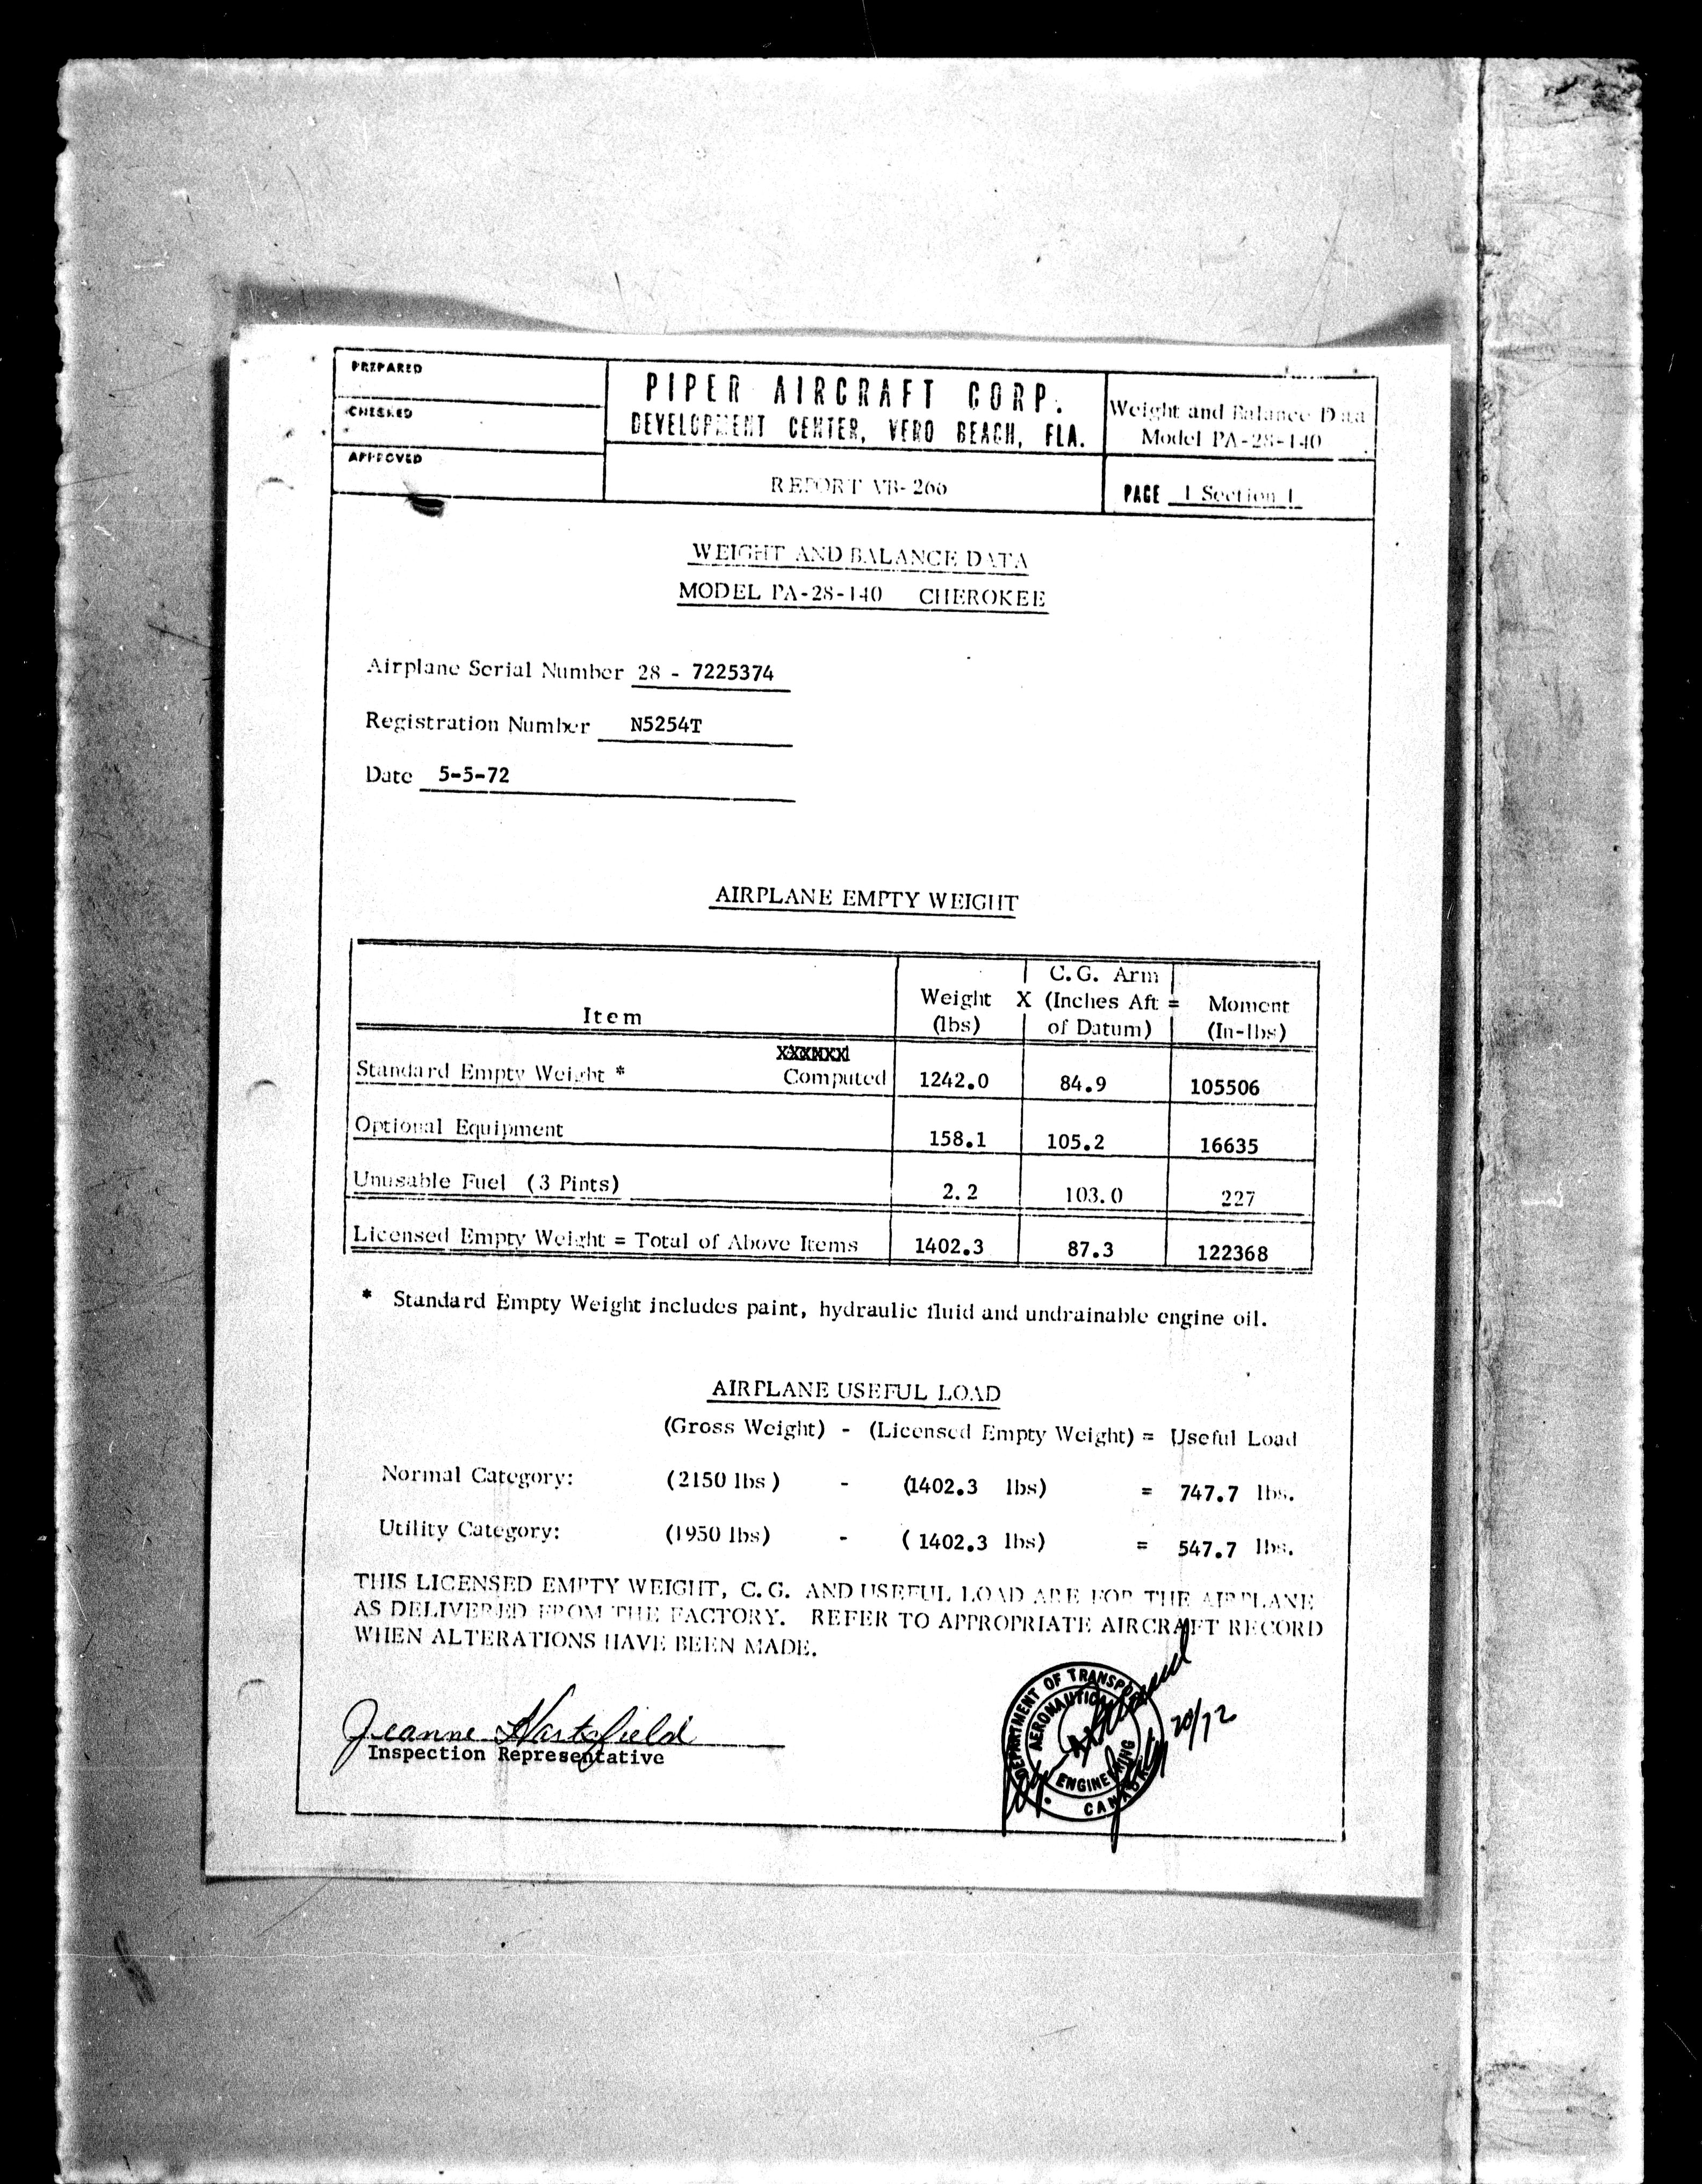 PREPARED
CHECKED
APPROVED
PIPER AIRCRAFT CORP.
DEVELOPMENT CENTER, VERO BEACH, FLA.
REPORT VB-266
Weight and Balance Data
Model PA-28-140
PAGE 1 Section 1
WEIGHT AND BALANCE DATA
MODEL PA-28-140 CHEROKEE
Airplane Serial Number 28 - 7225374
Registration Number N5254T
Date 5-5-72
AIRPLANE EMPTY WEIGHT
Item Weight (lbs) X C.G. Arm (Inches Aft of Datum) = Moment (In-lbs)
Standard Empty Weight * Computed 1242.0 84.9 105506
Optional Equipment 158.1 105.2 16635
Unusable Fuel (3 Pints) 2.2 103.0 227
Licensed Empty Weight = Total of Above Items 1402.3 87.3 122368
* Standard Empty Weight includes paint, hydraulic fluid and undrainable engine oil.
AIRPLANE USEFUL LOAD
(Gross Weight) - (Licensed Empty Weight) = Useful Load
Normal Category: (2150 lbs) - (1402.3 lbs) = 747.7 lbs.
Utility Category: (1950 lbs) - (1402.3 lbs) = 547.7 lbs.
THIS LICENSED EMPTY WEIGHT, C.G. AND USEFUL LOAD ARE FOR THE AIRPLANE
AS DELIVERED FROM THE FACTORY. REFER TO APPROPRIATE AIRCRAFT RECORD
WHEN ALTERATIONS HAVE BEEN MADE.
Jeanne Hartsfield
Inspection Representative
DEPARTMENT OF TRANSPORT
AERONAUTICAL
ENGINEERING
CANADA
20/72